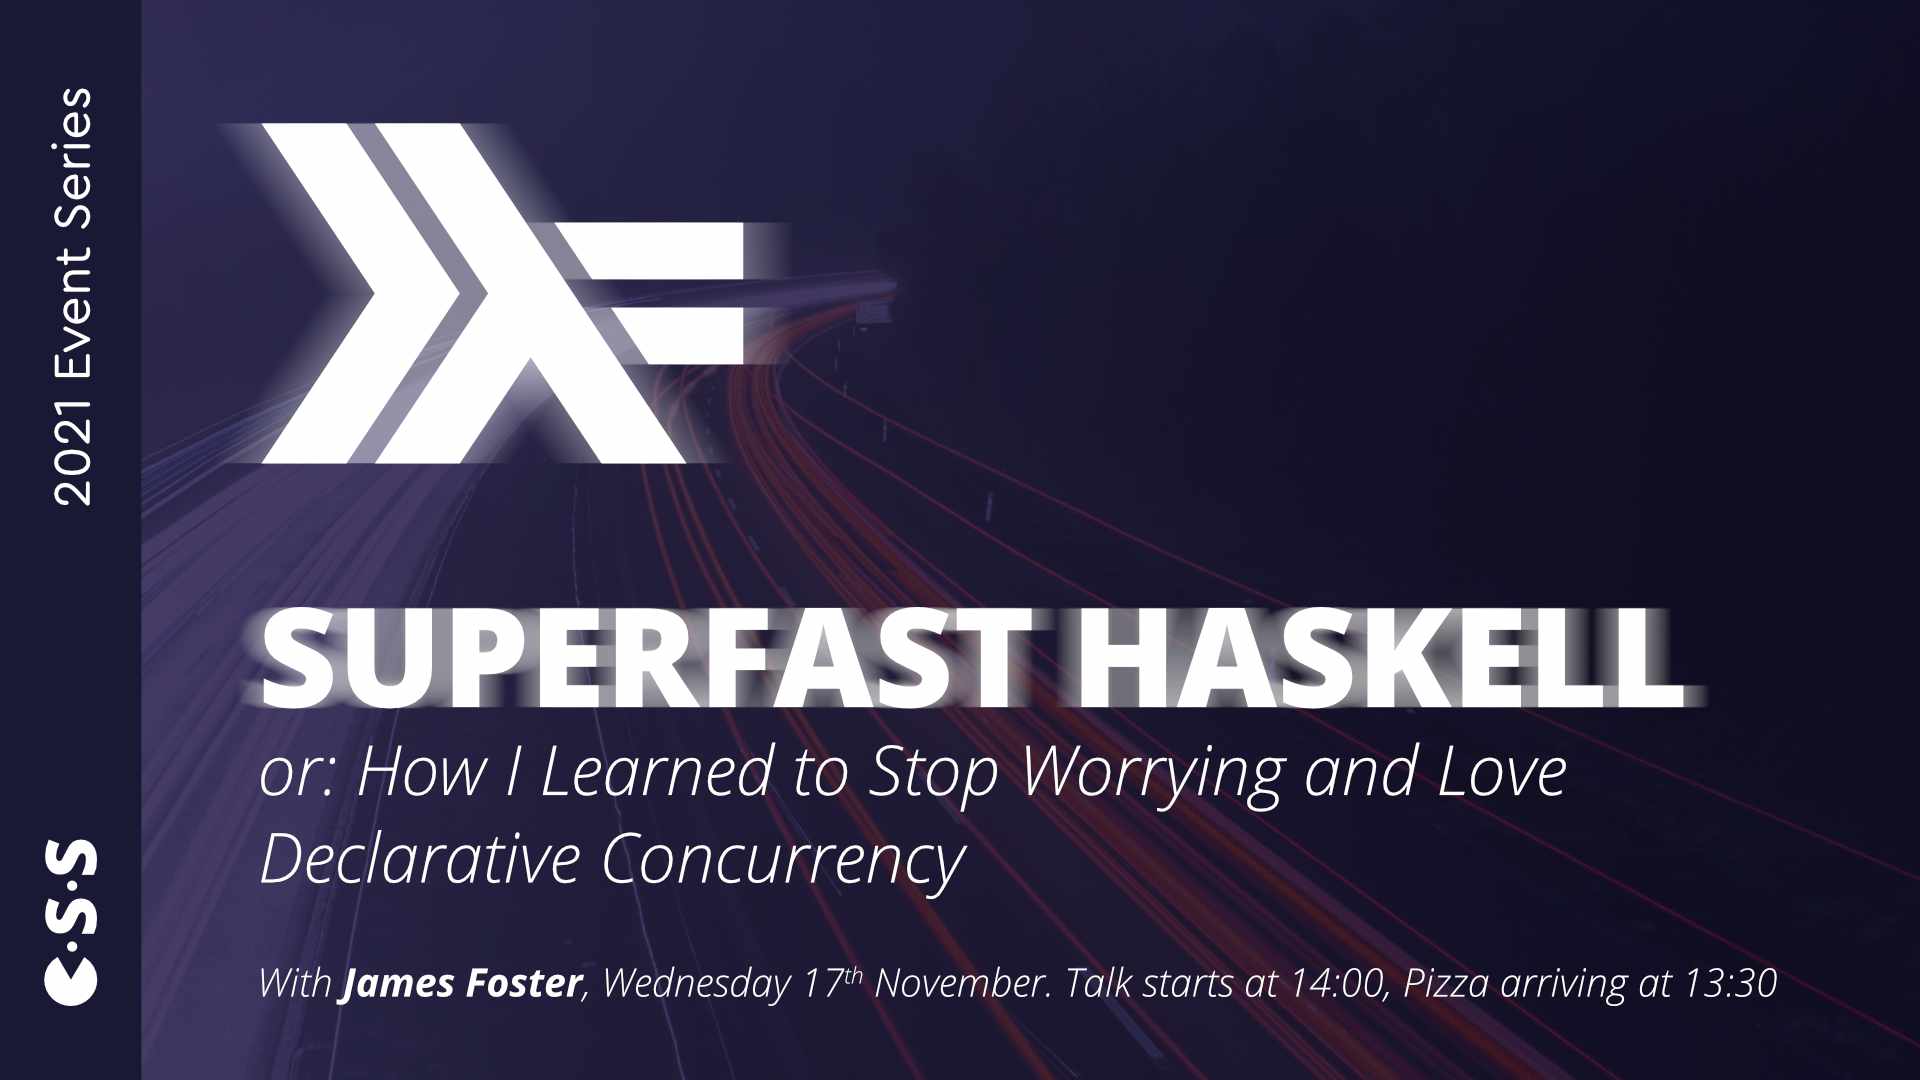 2021 Event Series
C·S·S
SUPERFAST HASKELL
or: How I Learned to Stop Worrying and Love
Declarative Concurrency
With James Foster, Wednesday 17th November. Talk starts at 14:00, Pizza arriving at 13:30